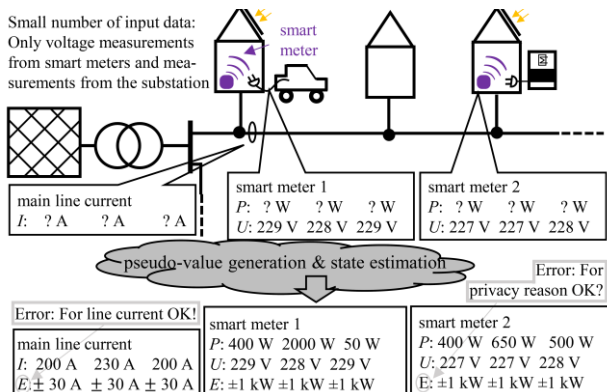 Small number of input data:
Only voltage measurements
from smart meters and mea-
surements from the substation
smart
meter
main line current
I: ? A ? A ? A
smart meter 1
P: ? W ? W ? W
U: 229 V 228 V 229 V
smart meter 2
P: ? W ? W ? W
U: 227 V 227 V 228 V
pseudo-value generation & state estimation
Error: For line current OK!
Error: For
privacy reason OK?
main line current
I: 200 A 230 A 200 A
E: ± 30 A ± 30 A ± 30 A
smart meter 1
P: 400 W 2000 W 50 W
U: 229 V 228 V 229 V
E: ±1 kW ±1 kW ±1 kW
smart meter 2
P: 400 W 650 W 500 W
U: 227 V 227 V 228 V
E: ±1 kW ±1 kW ±1 kW